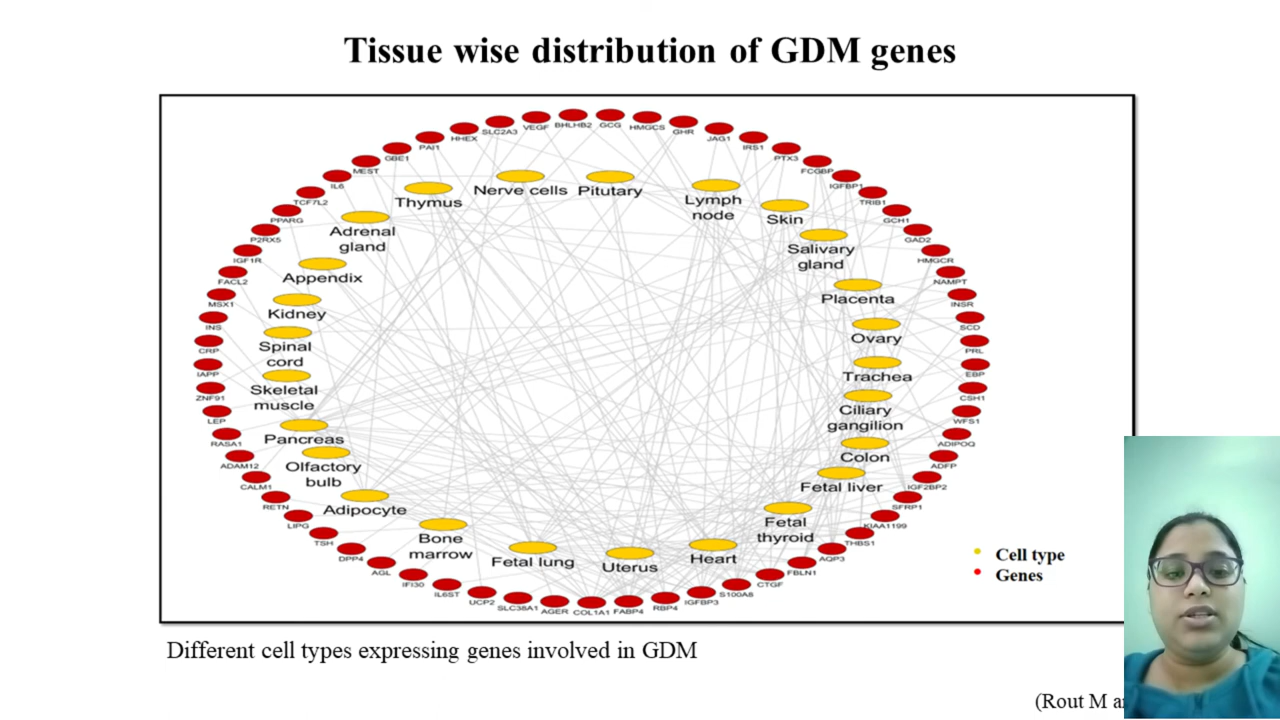 Tissue wise distribution of GDM genes
HHEX
SLC2A3
VEGF
BHLHB2
GCG
HMGCS
GHR
JAG1
IRS1
PTX3
FCGBP
IGFBP1
TRIB1
GCH1
GAD2
HMGCR
NAMPT
INSR
SCD
PRL
EBP
CSH1
WFS1
ADIPOQ
ADFP
IGF2BP2
SFRP1
KIAA1199
THBS1
AQP3
FBLN1
CTGF
S100A8
IGFBP3
RBP4
FABP4
COL1A1
AGER
SLC38A1
UCP2
IL6ST
IFI30
AGL
DPP4
TSH
LIPG
RETN
CALM1
ADAM12
RASA1
LEP
ZNF91
IAPP
CRP
INS
MSX1
FACL2
IGF1R
P2RX5
PPARG
TCF7L2
IL6
MEST
GBE1
PAI1
Thymus
Nerve cells
Pitutary
Lymph
node
Skin
Salivary
gland
Placenta
Ovary
Trachea
Ciliary
gangilion
Colon
Fetal liver
Fetal
thyroid
Heart
Uterus
Fetal lung
Bone
marrow
Adipocyte
Olfactory
bulb
Pancreas
Skeletal
muscle
Spinal
cord
Kidney
Appendix
Adrenal
gland
Cell type
Genes
Different cell types expressing genes involved in GDM
(Rout M